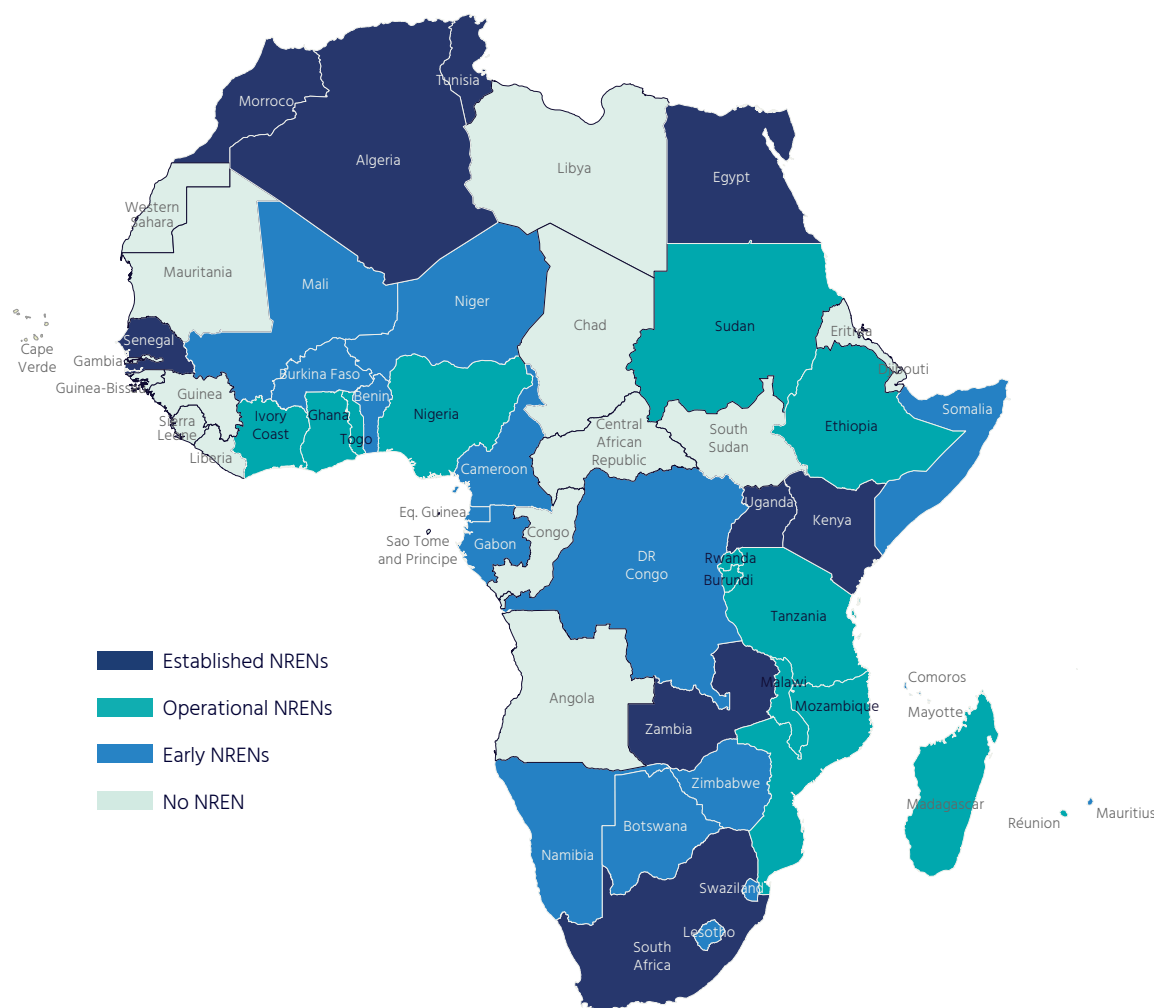 Tunisia
Morroco
Algeria
Libya
Egypt
Western
Sahara
Mauritania
Mali
Niger
Chad
Sudan
Eritrea
Cape
Verde
Senegal
Gambia
Guinea-Bissau
Guinea
Burkina Faso
Benin
Djibouti
Somalia
Sierra
Leone
Ivory
Coast
Ghana
Togo
Nigeria
Central
African
Republic
South
Sudan
Ethiopia
Liberia
Cameroon
Eq. Guinea
Sao Tome
and Principe
Gabon
Congo
Uganda
Kenya
DR
Congo
Rwanda
Burundi
Tanzania
Established NRENs
Operational NRENs
Early NRENs
No NREN
Angola
Zambia
Malawi
Mozambique
Comoros
Mayotte
Zimbabwe
Botswana
Namibia
Madagascar
Réunion
Mauritius
Swaziland
Lesotho
South
Africa